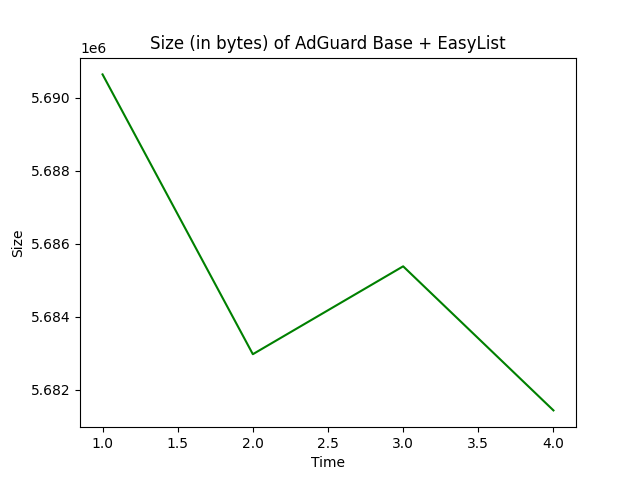 Size (in bytes) of AdGuard Base + EasyList
1e6
5.690
5.688
5.686
5.684
5.682
Size
1.0 1.5 2.0 2.5 3.0 3.5 4.0
Time